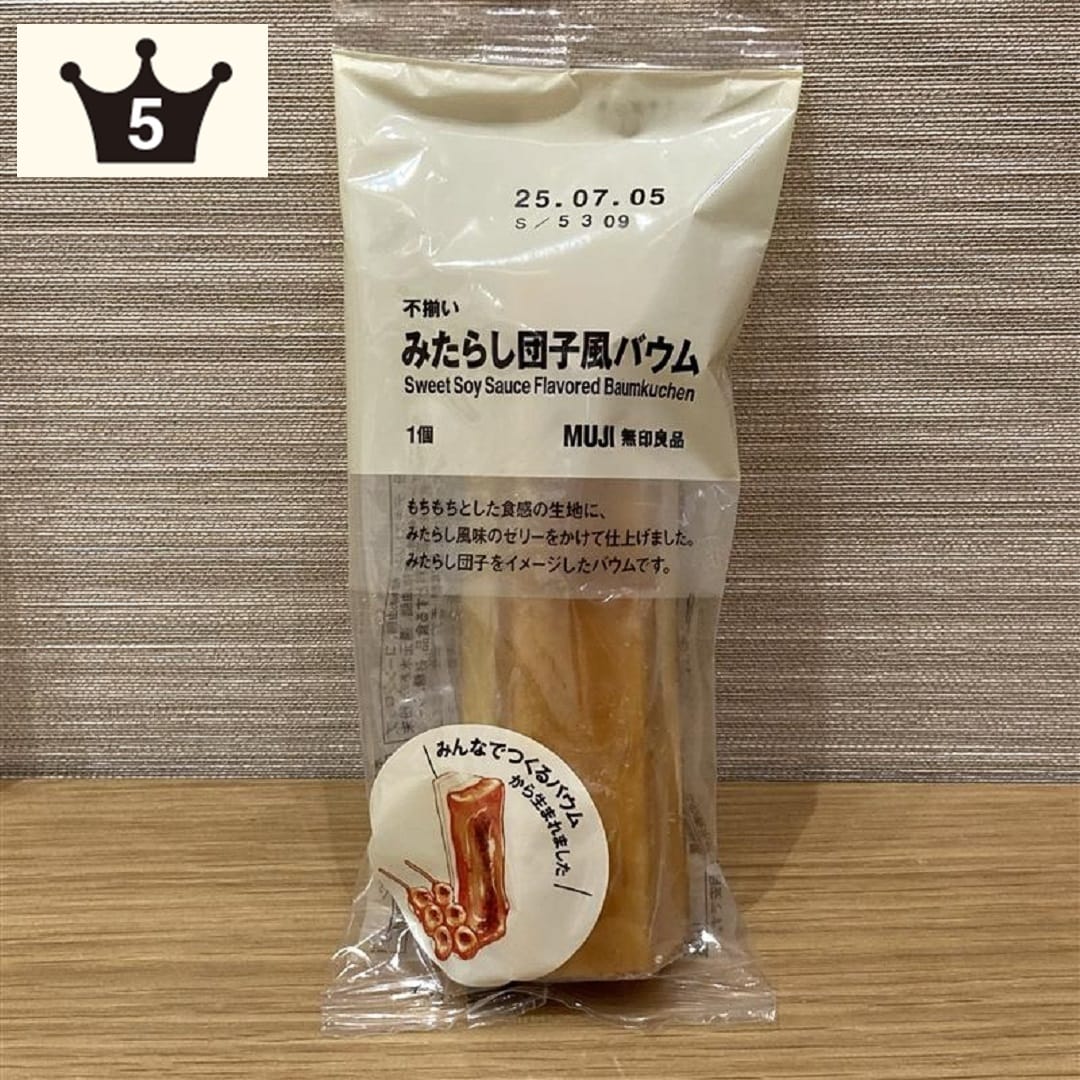 5
25.07.05
S/5309
不揃い
みたらし団子風バウム
Sweet Soy Sauce Flavored Baumkuchen
1個
MUJI 無印良品
もちもちとした食感の生地に、
みたらし風味のゼリーをかけて仕上げました。
みたらし団子をイメージしたバウムです。
みんなでつくるバウム
から生まれました